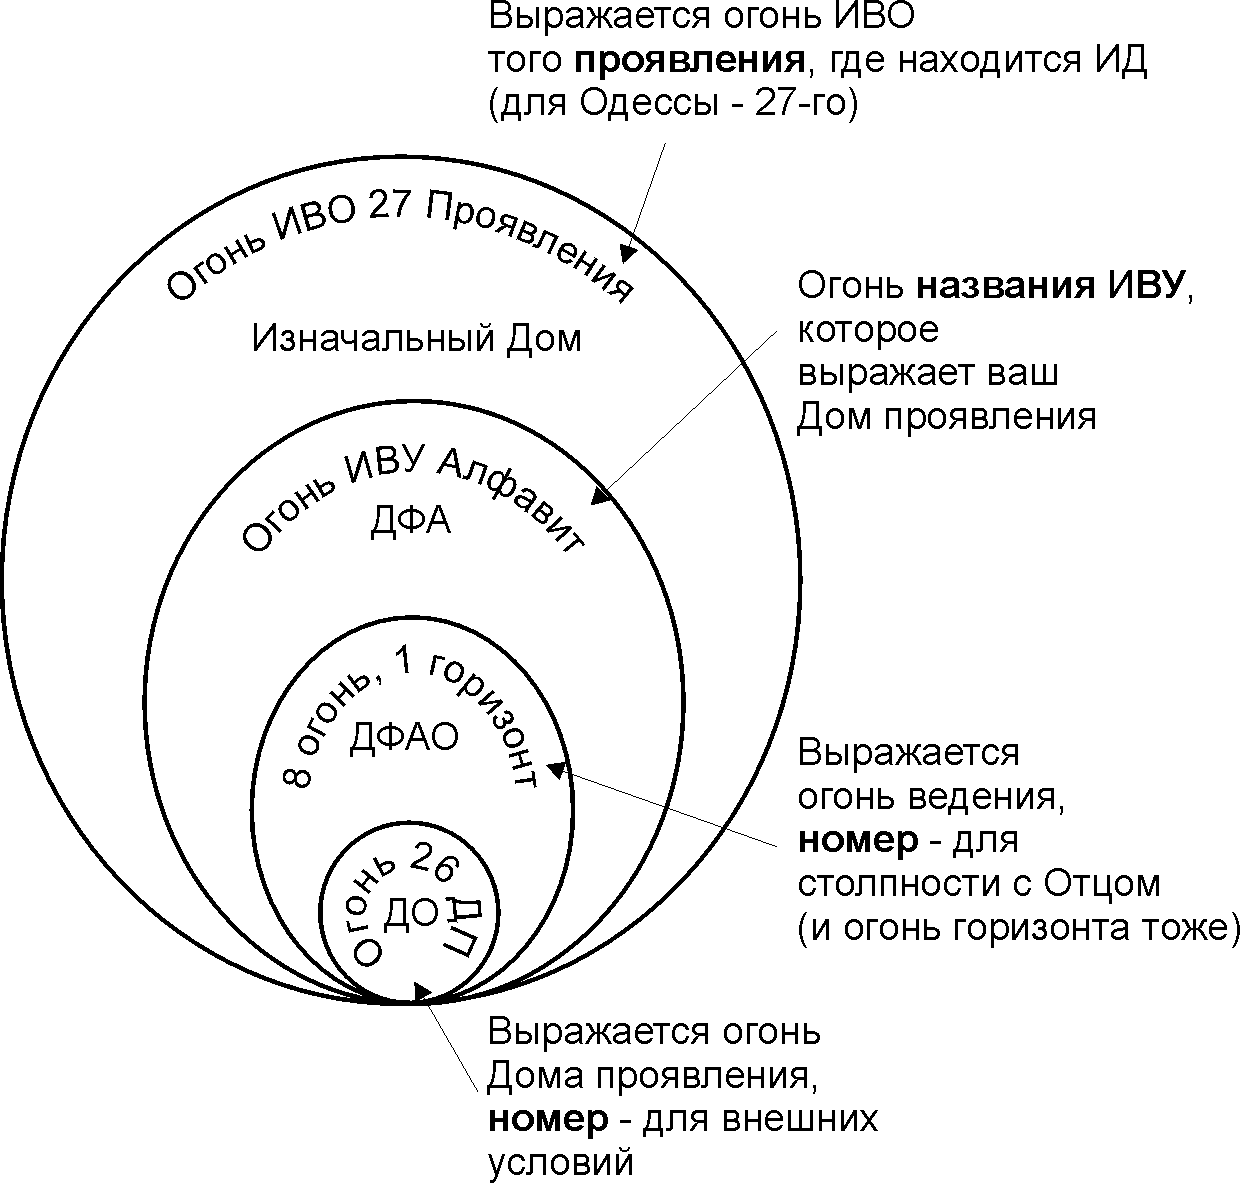 Выражается огонь ИВО
того проявления, где находится ИД
(для Одессы - 27-го)
Огонь ИВО 27 Проявления
Изначальный Дом
Огонь названия ИВУ,
которое
выражает ваш
Дом проявления
Огонь ИВУ Алфавит
ДФА
8 огонь, 1 горизонт
ДФАО
Выражается
огонь ведения,
номер - для
столпности с Отцом
(и огонь горизонта тоже)
Огонь 26 ДП
ДО
Выражается огонь
Дома проявления,
номер - для внешних
условий